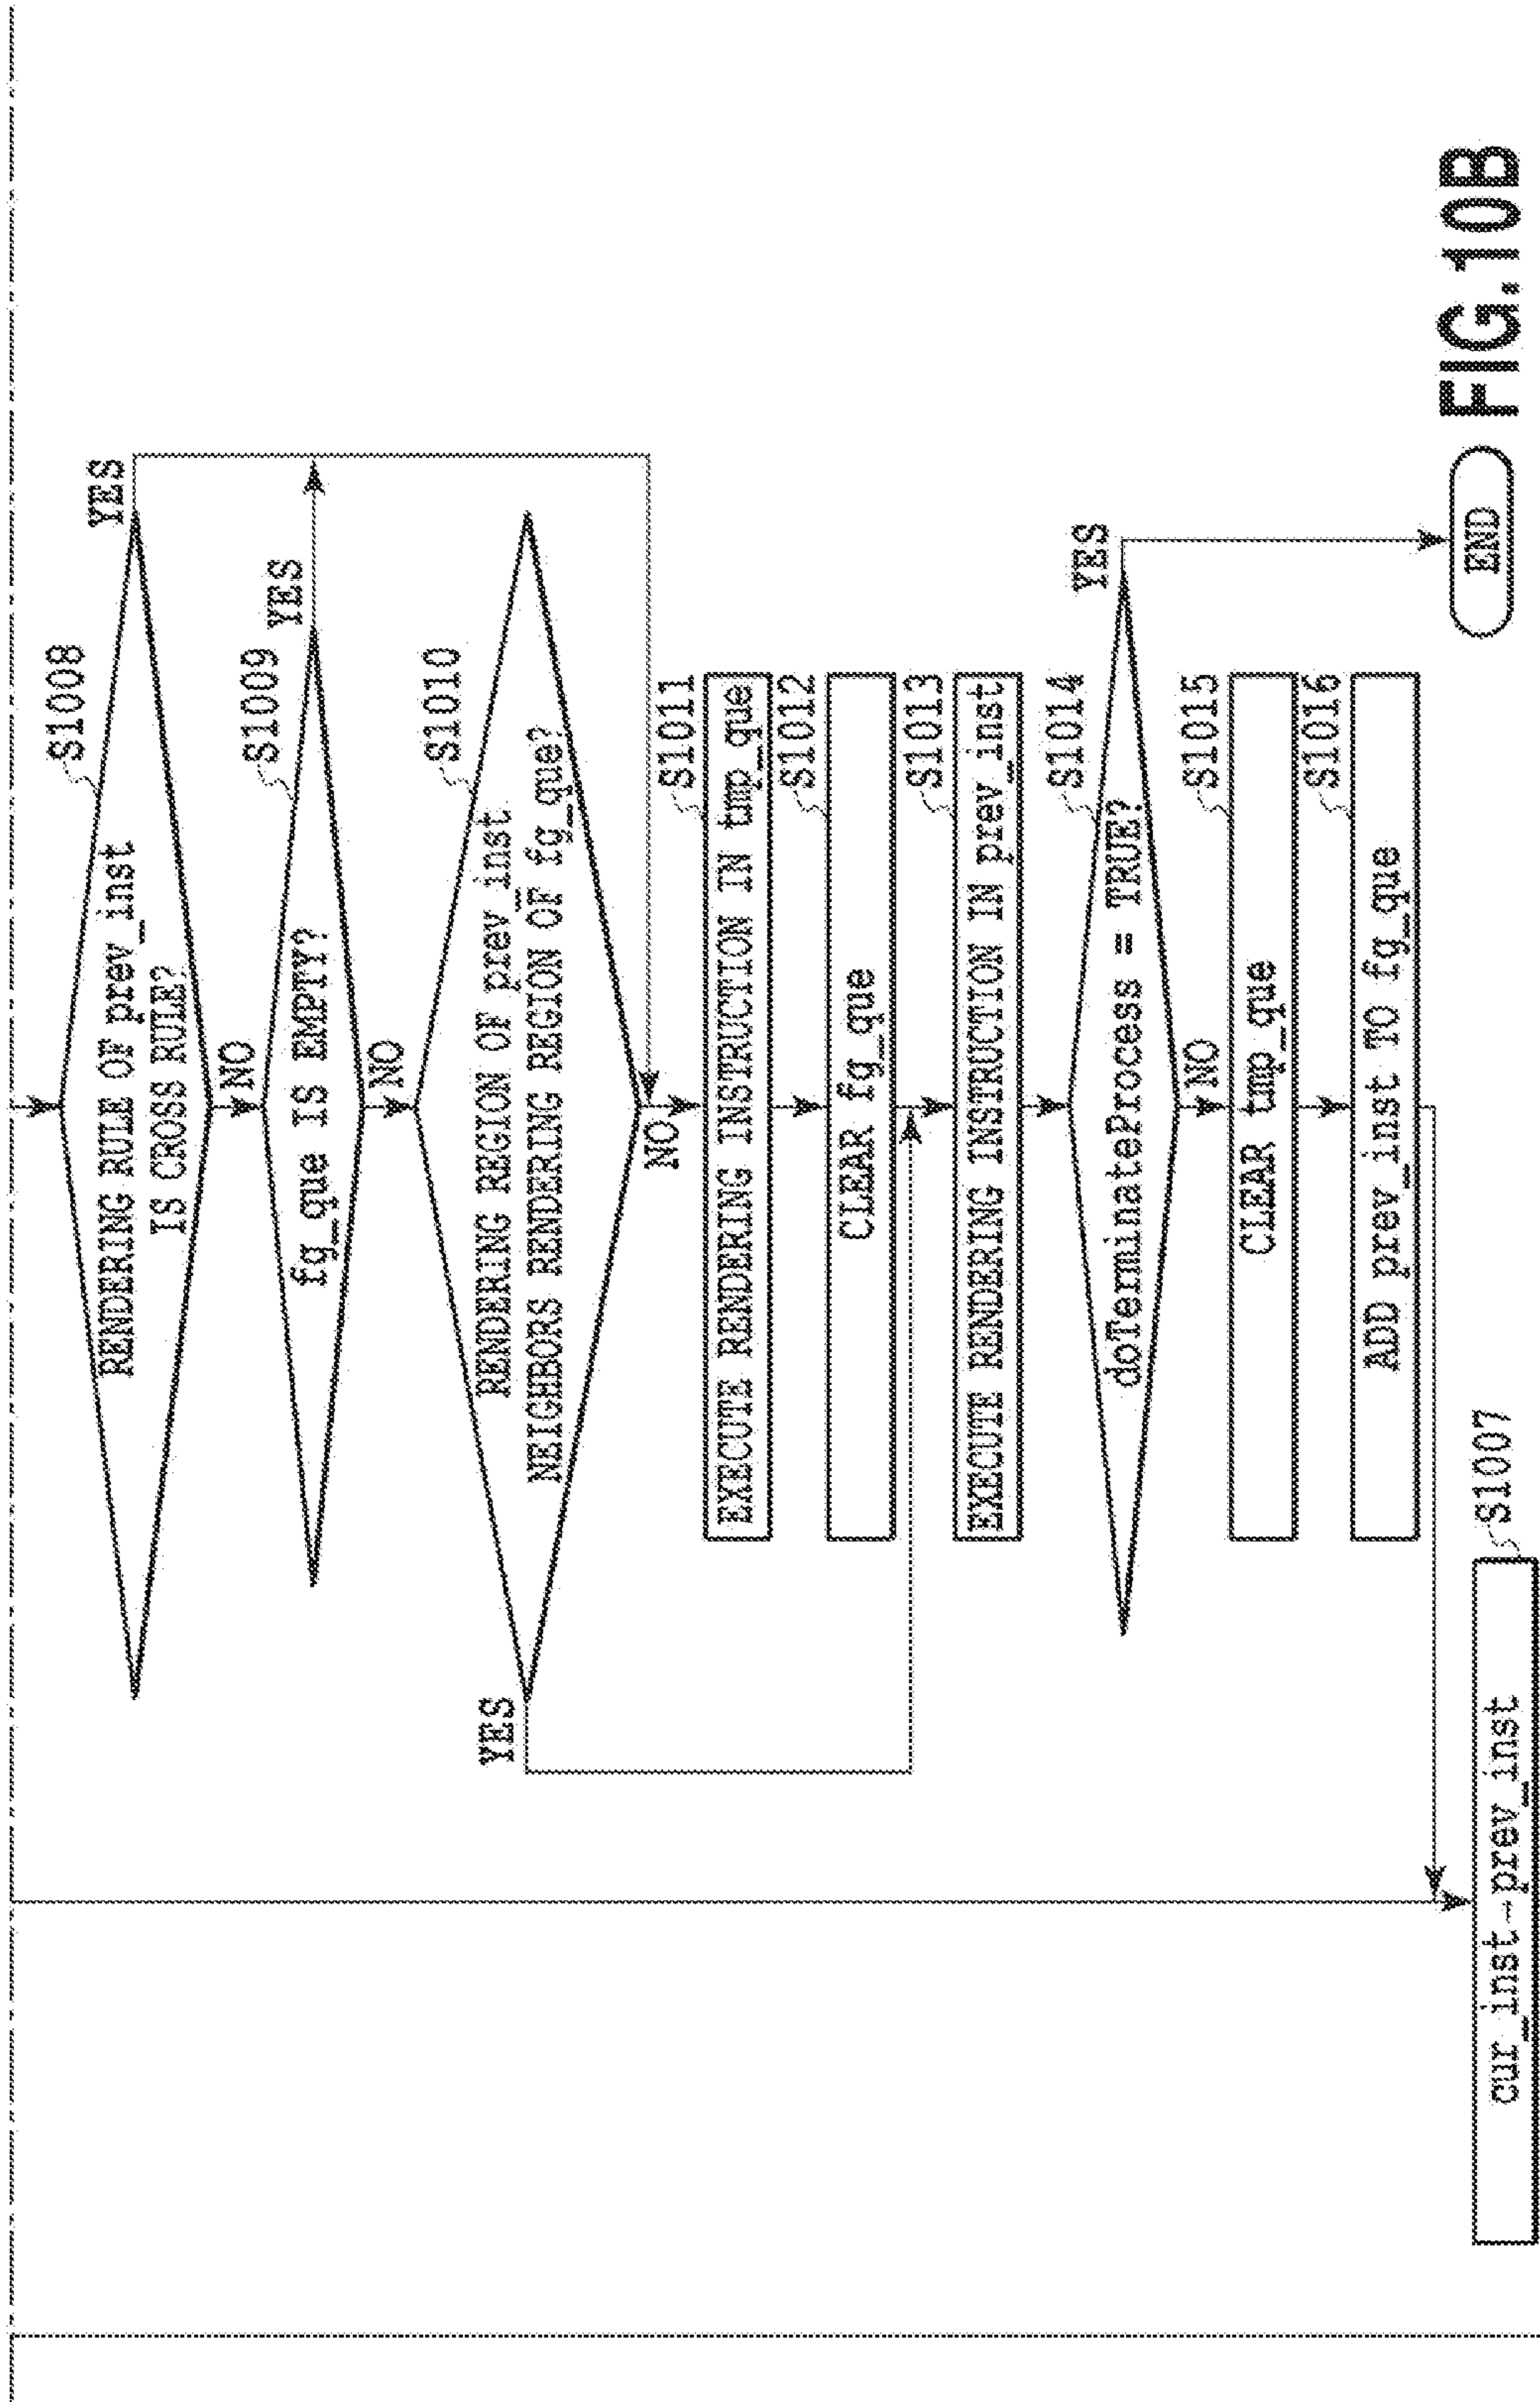 S1008
RENDERING RULE OF prev_inst
IS CROSS RULE?
YES
NO
S1009
fg_que IS EMPTY?
YES
NO
S1010
RENDERING REGION OF prev_inst
NEIGHBORS RENDERING REGION OF fg_que?
YES
NO
S1011
EXECUTE RENDERING INSTRUCTION IN tmp_que
S1012
CLEAR fg_que
S1013
EXECUTE RENDERING INSTRUCTION IN prev_inst
S1014
doTerminateProcess = TRUE?
YES
NO
S1015
CLEAR tmp_que
S1016
ADD prev_inst TO fg_que
S1007
cur_inst→prev_inst
END
FIG.10B